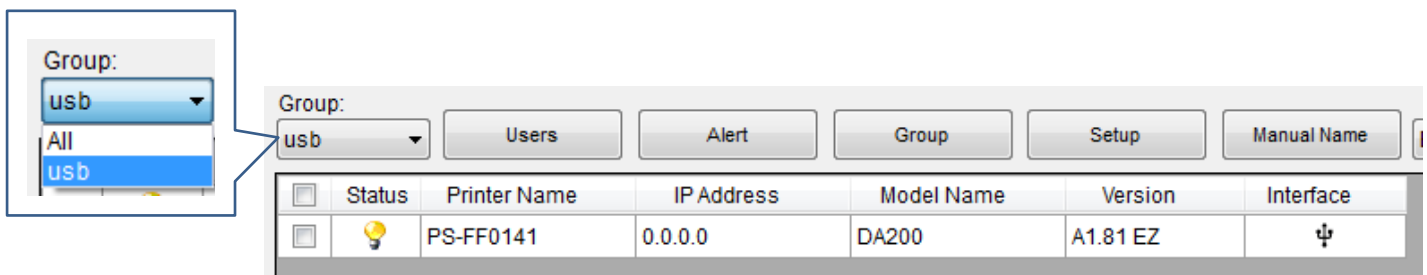 Group:
usb
All
usb
Group:
usb Users Alert Group Setup Manual Name
Status Printer Name IP Address Model Name Version Interface
PS-FF0141 0.0.0.0 DA200 A1.81 EZ